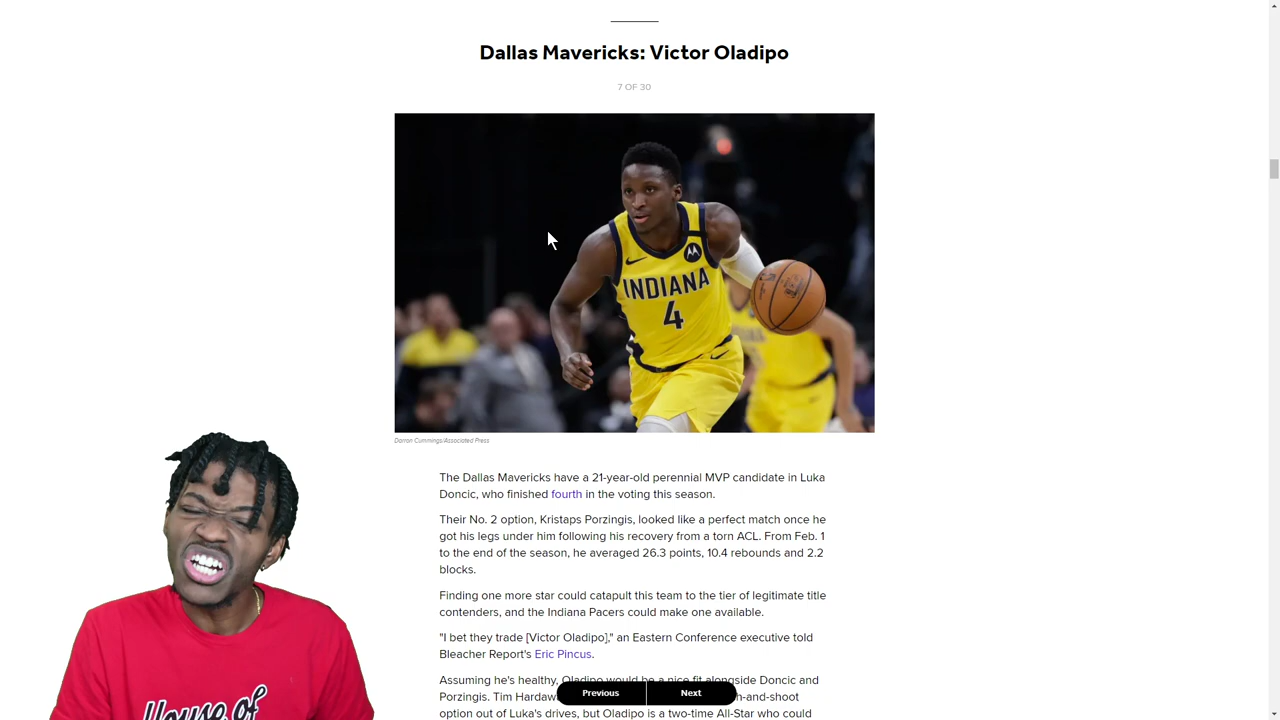 Dallas Mavericks: Victor Oladipo
7 OF 30
INDIANA
4
INDIANA
Darron Cummings/Associated Press
The Dallas Mavericks have a 21-year-old perennial MVP candidate in Luka
Doncic, who finished fourth in the voting this season.
Their No. 2 option, Kristaps Porzingis, looked like a perfect match once he
got his legs under him following his recovery from a torn ACL. From Feb. 1
to the end of the season, he averaged 26.3 points, 10.4 rebounds and 2.2
blocks.
Finding one more star could catapult this team to the tier of legitimate title
contenders, and the Indiana Pacers could make one available.
"I bet they trade [Victor Oladipo]," an Eastern Conference executive told
Bleacher Report's Eric Pincus.
Assuming he's healthy, Oladipo would be a nice fit alongside Doncic and
Porzingis. Tim Hardaw
h-and-shoot
Previous
Next
option out of Luka's drives, but Oladipo is a two-time All-Star who could
House of